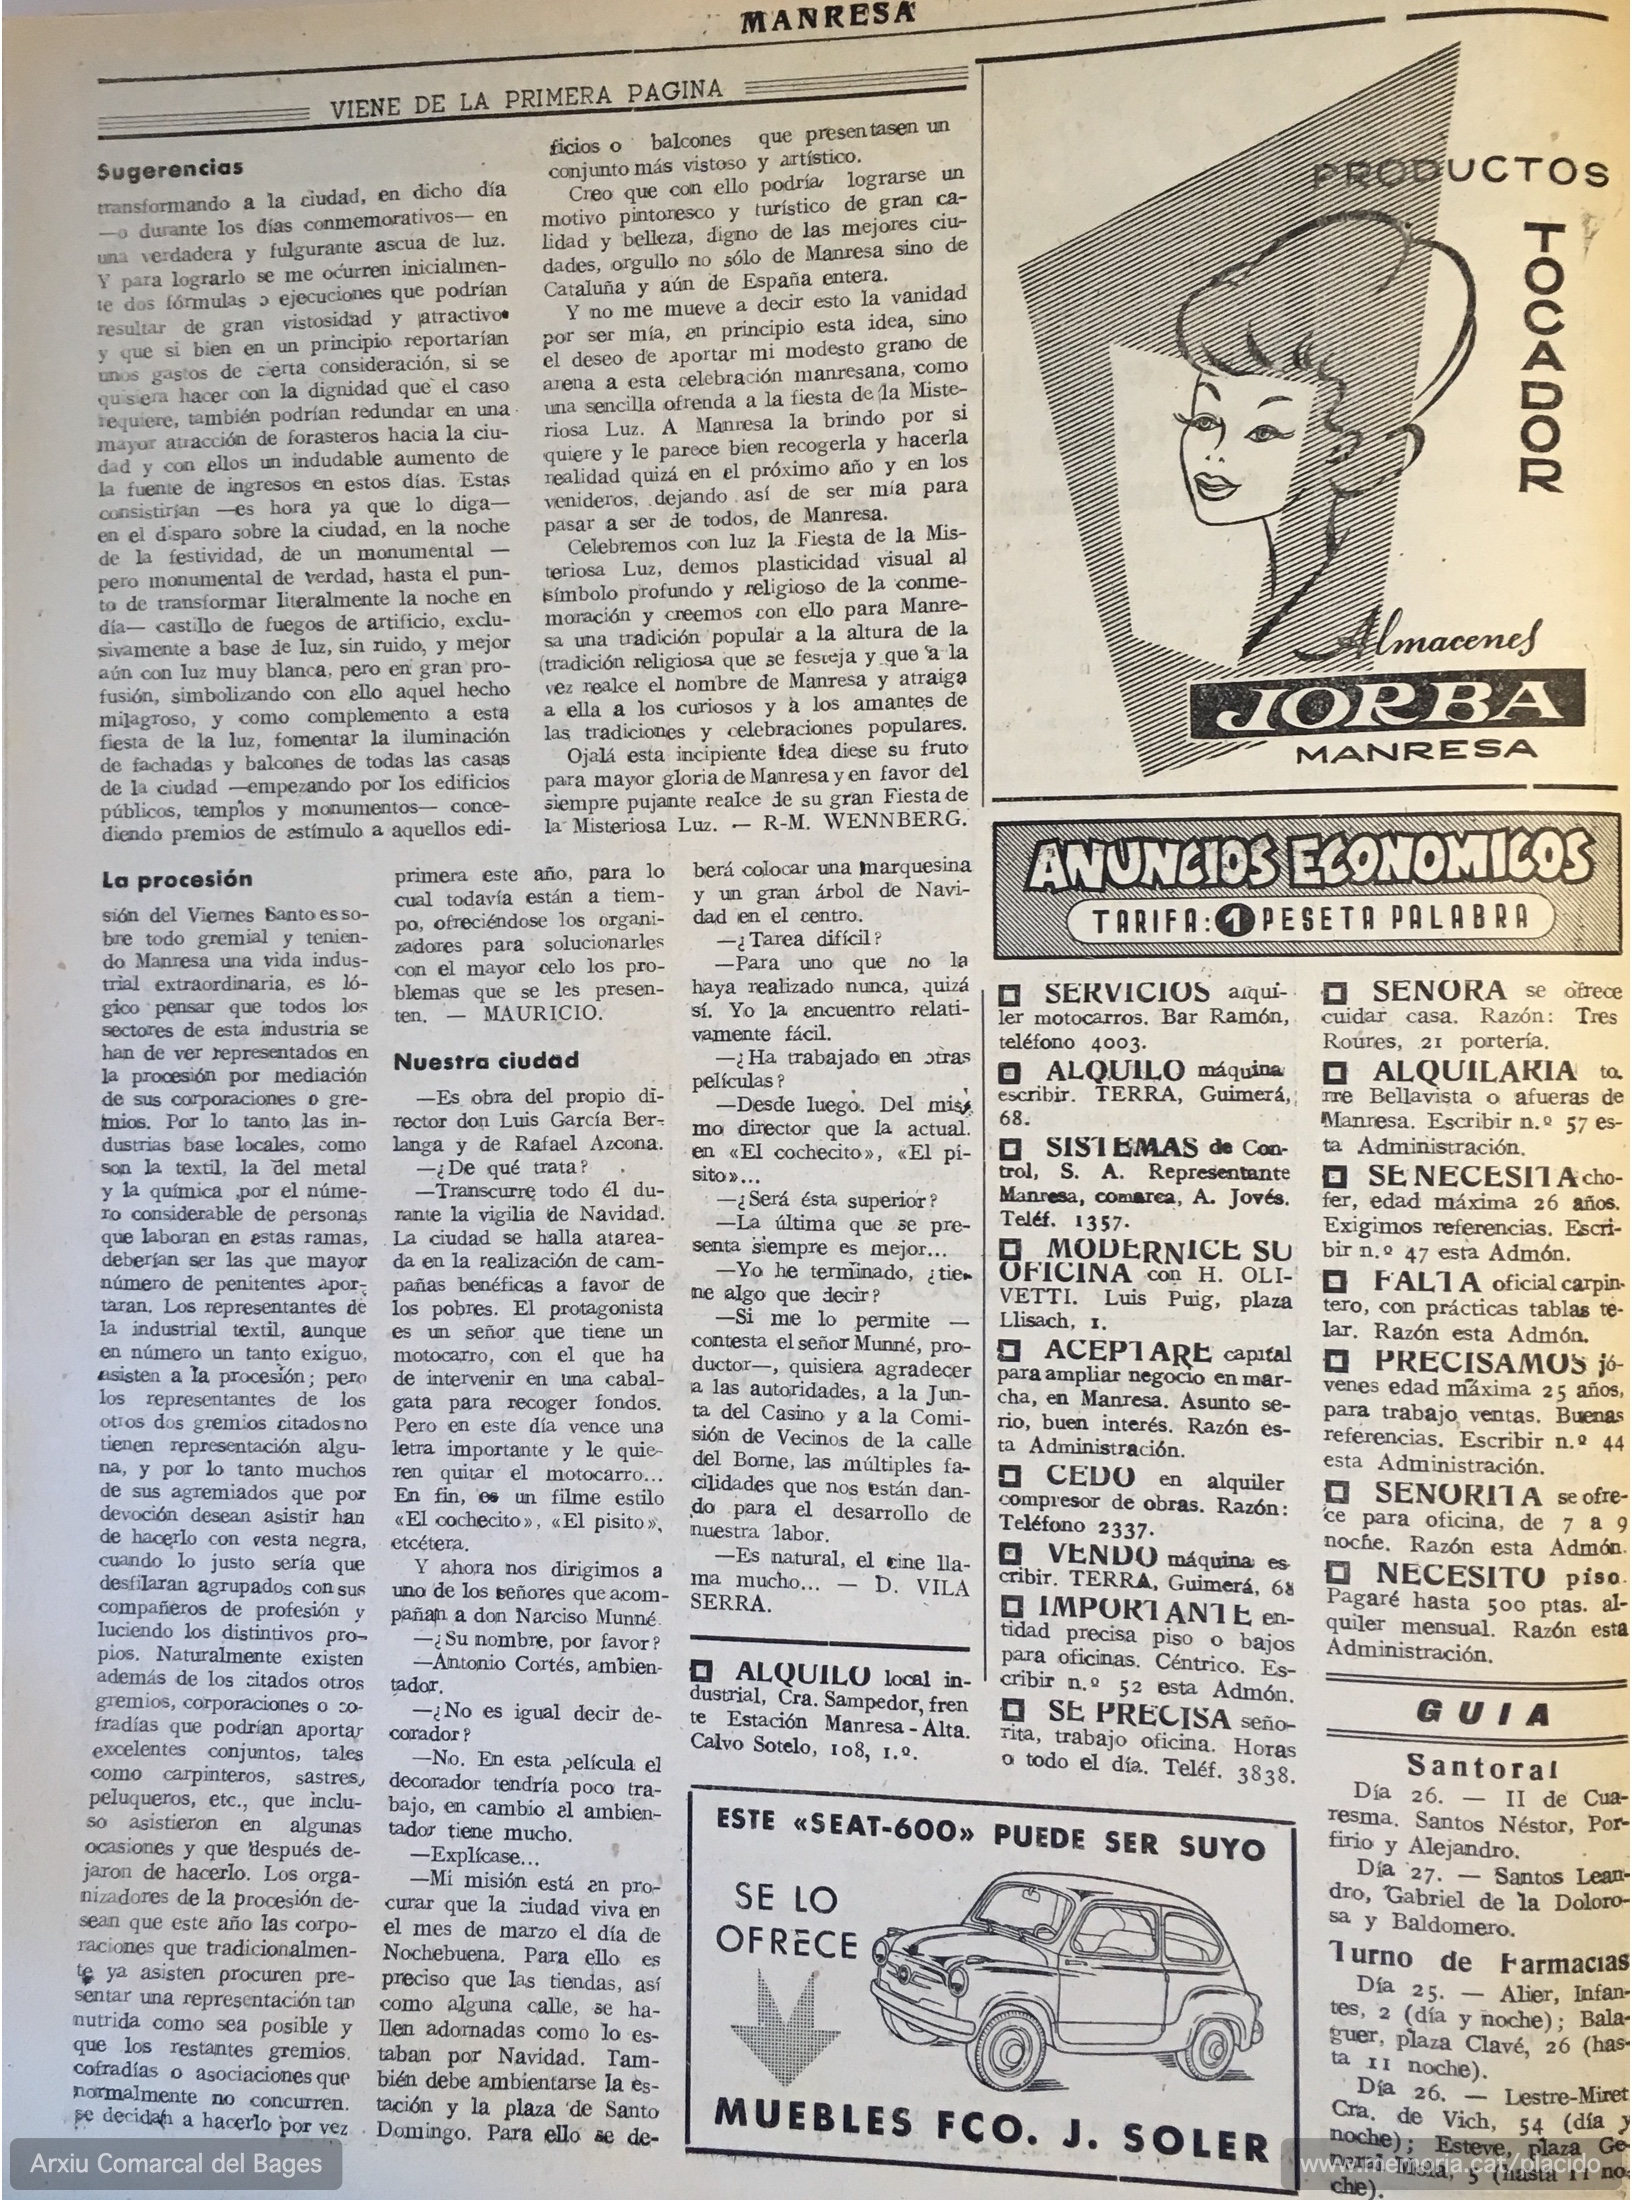 MANRESA
VIENE DE LA PRIMERA PAGINA
Sugerencias
transformando a la ciudad, en dicho día
—o durante los días conmemorativos— en
una verdadera y fulgurante ascua de luz.
Y para lograrlo se me ocurren inicialmen-
te dos fórmulas o ejecuciones que podrían
resultar de gran vistosidad y atractivo
y que si bien en un principio reportarían
unos gastos de cierta consideración, si se
quisiera hacer con la dignidad que el caso
requiere, también podrían redundar en una
mayor atracción de forasteros hacia la ciu-
dad y con ellos un indudable aumento de
la fuente de ingresos en estos días. Estas
consistirían —es hora ya que lo diga—
en el disparo sobre la ciudad, en la noche
de la festividad, de un monumental —
pero monumental de verdad, hasta el pun-
to de transformar literalmente la noche en
día— castillo de fuegos de artificio, exclu-
sivamente a base de luz, sin ruido, y mejor
aún con luz muy blanca, pero en gran pro-
fusión, simbolizando con ello aquel hecho
milagroso, y como complemento a esta
fiesta de la luz, fomentar la iluminación
de fachadas y balcones de todas las casas
de la ciudad —empezando por los edificios
públicos, templos y monumentos— conce-
diendo premios de estímulo a aquellos edi-
ficios o balcones que presentasen un
conjunto más vistoso y artístico.
Creo que con ello podría lograrse un
motivo pintoresco y turístico de gran ca-
lidad y belleza, digno de las mejores ciu-
dades, orgullo no sólo de Manresa sino de
Cataluña y aún de España entera.
Y no me mueve a decir esto la vanidad
por ser mía, en principio esta idea, sino
el deseo de aportar mi modesto grano de
arena a esta celebración manresana, como
una sencilla ofrenda a la fiesta de la Miste-
riosa Luz. A Manresa la brindo por si
quiere y le parece bien recogerla y hacerla
realidad quizá en el próximo año y en los
venideros, dejando así de ser mía para
pasar a ser de todos, de Manresa.
Celebremos con luz la Fiesta de la Mis-
teriosa Luz, demos plasticidad visual al
símbolo profundo y religioso de la conme-
moración y creemos con ello para Manre-
sa una tradición popular a la altura de la
(tradición religiosa que se festeja y que a la
vez realce el nombre de Manresa y atraiga
a ella a los curiosos y a los amantes de
las tradiciones y celebraciones populares.
Ojalá esta incipiente idea diese su fruto
para mayor gloria de Manresa y en favor del
siempre pujante realce de su gran Fiesta de
la Misteriosa Luz. — R-M. WENNBERG.
La procesión
sión del Viernes Santo es so-
bre todo gremial y tenien-
do Manresa una vida indus-
trial extraordinaria, es ló-
gico pensar que todos los
sectores de esta industria se
han de ver representados en
la procesión por mediación
de sus corporaciones o gre-
mios. Por lo tanto las in-
dustrias base locales, como
son la textil, la del metal
y la química por el núme-
ro considerable de personas
que laboran en estas ramas,
deberían ser las que mayor
número de penitentes apor-
taran. Los representantes de
la industrial textil, aunque
en número un tanto exiguo,
asisten a la procesión; pero
los representantes de los
otros dos gremios citados no
tienen representación algu-
na, y por lo tanto muchos
de sus agremiados que por
devoción desean asistir han
de hacerlo con vesta negra,
cuando lo justo sería que
desfilaran agrupados con sus
compañeros de profesión y
luciendo los distintivos pro-
pios. Naturalmente existen
además de los citados otros
gremios, corporaciones o co-
fradías que podrían aportar
excelentes conjuntos, tales
como carpinteros, sastres,
peluqueros, etc., que inclu-
so asistieron en algunas
ocasiones y que después de-
jaron de hacerlo. Los orga-
nizadores de la procesión de-
sean que este año las corpo-
raciones que tradicionalmen-
te ya asisten procuren pre-
sentar una representación tan
nutrida como sea posible y
que los restantes gremios.
cofradías o asociaciones que
normalmente no concurren.
se decidan a hacerlo por vez
primera este año, para lo
cual todavía están a tiem-
po, ofreciéndose los organi-
zadores para solucionarles
con el mayor celo los pro-
blemas que se les presen-
ten. — MAURICIO.
Nuestra ciudad
—Es obra del propio di-
rector don Luis García Ber-
langa y de Rafael Azcona.
—¿De qué trata?
—Transcurre todo él du-
rante la vigilia de Navidad.
La ciudad se halla atarea-
da en la realización de cam-
pañas benéficas a favor de
los pobres. El protagonista
es un señor que tiene un
motocarro, con el que ha
de intervenir en una cabal-
gata para recoger fondos.
Pero en este día vence una
letra importante y le quie-
ren quitar el motocarro...
En fin, es un filme estilo
«El cochecito», «El pisito»,
etcétera.
Y ahora nos dirigimos a
uno de los señores que acom-
pañan a don Narciso Munné.
—¿Su nombre, por favor?
—Antonio Cortés, ambien-
tador.
—¿No es igual decir de-
corador?
—No. En esta película el
decorador tendría poco tra-
bajo, en cambio el ambien-
tador tiene mucho.
—Explícase...
—Mi misión está en pro-
curar que la ciudad viva en
el mes de marzo el día de
Nochebuena. Para ello es
preciso que las tiendas, así
como alguna calle, se ha-
llen adornadas como lo es-
taban por Navidad. Tam-
bién debe ambientarse la es-
tación y la plaza de Santo
Domingo. Para ello se de-
berá colocar una marquesina
y un gran árbol de Navi-
dad en el centro.
—¿Tarea difícil?
—Para uno que no la
haya realizado nunca, quizá
sí. Yo la encuentro relati-
vamente fácil.
—¿Ha trabajado en otras
películas?
—Desde luego. Del mis-
mo director que la actual.
en «El cochecito», «El pi-
sito»...
—¿Será ésta superior?
—La última que se pre-
senta siempre es mejor...
—Yo he terminado, ¿tie-
ne algo que decir?
—Si me lo permite —
contesta el señor Munné, pro-
ductor—, quisiera agradecer
a las autoridades, a la Jun-
ta del Casino y a la Comi-
sión de Vecinos de la calle
del Borne, las múltiples fa-
cilidades que nos están dan-
do para el desarrollo de
nuestra labor.
—Es natural, el cine lla-
ma mucho... — D. VILA
SERRA.
ALQUILO local in-
dustrial, Cra. Sampedor, fren
te Estación Manresa-Alta.
Calvo Sotelo, 108, 1.º.
PRODUCTOS
TOCADOR
Almacenes
JORBA
MANRESA
ANUNCIOS ECONOMICOS
TARIFA: 1 PESETA PALABRA
SERVICIOS alqui-
ler motocarros. Bar Ramón,
teléfono 4003.
ALQUILO máquina
escribir. TERRA, Guimerá,
68.
SISTEMAS de Con-
trol, S. A. Representante
Manresa, comarca, A. Jovés.
Teléf. 1357.
MODERNICE SU
OFICINA con H. OLI-
VETTI. Luis Puig, plaza
Llisach, 1.
ACEPTARE capital
para ampliar negocio en mar-
cha, en Manresa. Asunto se-
rio, buen interés. Razón es-
ta Administración.
CEDO en alquiler
compresor de obras. Razón:
Teléfono 2337.
VENDO máquina es
cribir. TERRA, Guimerá, 68
IMPORTANTE en-
tidad precisa piso o bajos
para oficinas. Céntrico. Es-
cribir n.º 52 esta Admón.
SE PRECISA seño-
rita, trabajo oficina. Horas
o todo el día. Teléf. 3838.
SEÑORA se ofrece
cuidar casa. Razón: Tres
Roures, 21 portería.
ALQUILARIA to-
rre Bellavista o afueras de
Manresa. Escribir n.º 57 es-
ta Administración.
SE NECESITA cho-
fer, edad máxima 26 años.
Exigimos referencias. Escri-
bir n.º 47 esta Admón.
FALTA oficial carpin-
tero, con prácticas tablas te-
lar. Razón esta Admón.
PRECISAMOS jó-
venes edad máxima 25 años,
para trabajo ventas. Buenas
referencias. Escribir n.º 44
esta Administración.
SEÑORITA se ofre-
ce para oficina, de 7 a 9
noche. Razón esta Admón.
NECESITO piso.
Pagaré hasta 500 ptas. al-
quiler mensual. Razón esta
Administración.
GUIA
Santoral
Día 26. — II de Cua-
resma. Santos Néstor, Por-
firio y Alejandro.
Día 27. — Santos Lean-
dro, Gabriel de la Doloro-
sa y Baldomero.
Turno de Farmacias
Día 25. — Alier, Infan-
tes, 2 (día y noche); Bala-
guer, plaza Clavé, 26 (has-
ta 11 noche).
Día 26. — Lestre-Miret
Cra. de Vich, 54 (día y
noche); Esteve, plaza Ge-
neral Mola, 5 (hasta 11 no-
che).
ESTE «SEAT-600» PUEDE SER SUYO
SE LO
OFRECE
MUEBLES FCO. J. SOLER
Arxiu Comarcal del Bages
www.memoria.cat/placido